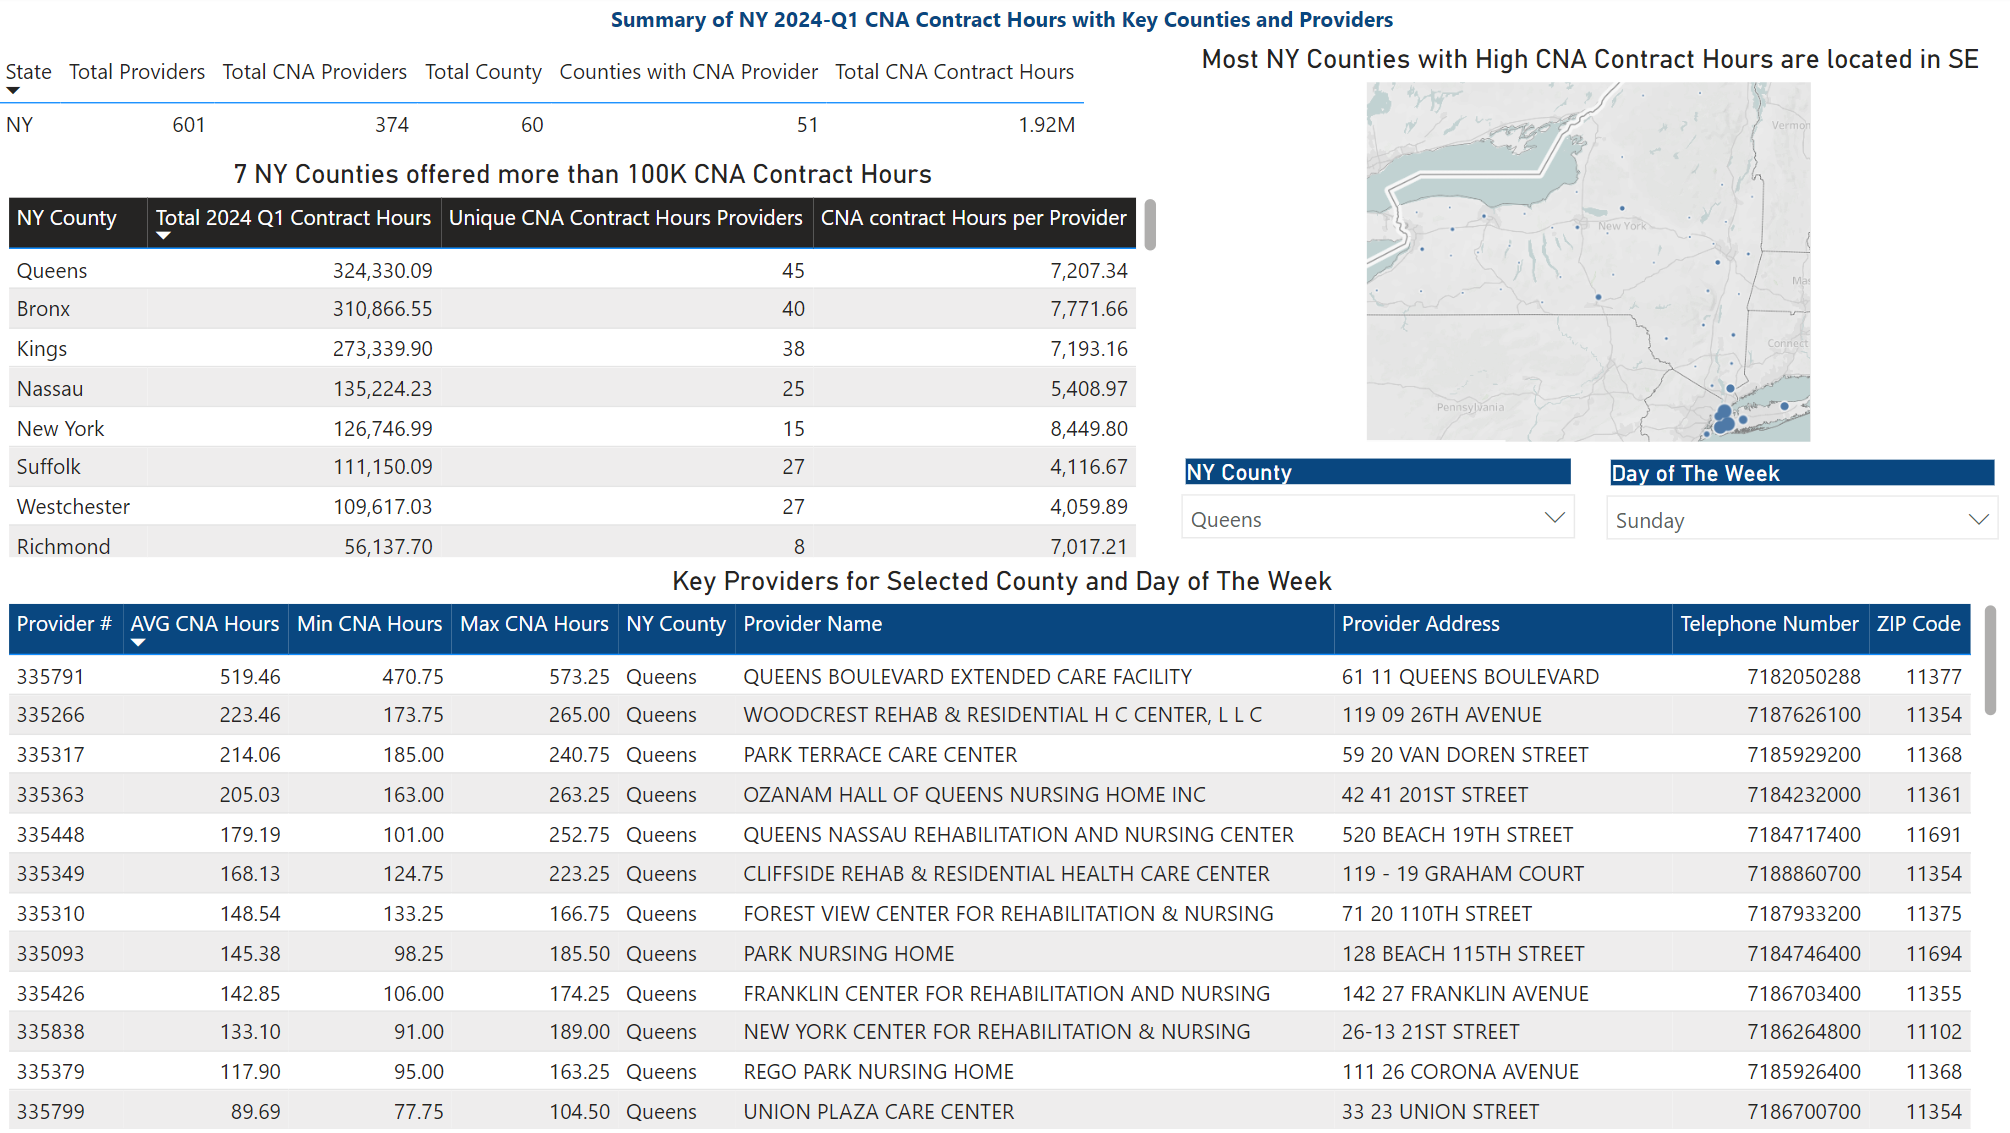 Summary of NY 2024-Q1 CNA Contract Hours with Key Counties and Providers
State Total Providers Total CNA Providers Total County Counties with CNA Provider Total CNA Contract Hours
NY 601 374 60 51 1.92M
7 NY Counties offered more than 100K CNA Contract Hours
NY County Total 2024 Q1 Contract Hours Unique CNA Contract Hours Providers CNA contract Hours per Provider
Queens 324,330.09 45 7,207.34
Bronx 310,866.55 40 7,771.66
Kings 273,339.90 38 7,193.16
Nassau 135,224.23 25 5,408.97
New York 126,746.99 15 8,449.80
Suffolk 111,150.09 27 4,116.67
Westchester 109,617.03 27 4,059.89
Richmond 56,137.70 8 7,017.21
Most NY Counties with High CNA Contract Hours are located in SE
Vermon
New York
Mas
Connect
Pennsylvania
NY County
Queens
Day of The Week
Sunday
Key Providers for Selected County and Day of The Week
Provider # AVG CNA Hours Min CNA Hours Max CNA Hours NY County Provider Name Provider Address Telephone Number ZIP Code
335791 519.46 470.75 573.25 Queens QUEENS BOULEVARD EXTENDED CARE FACILITY 61 11 QUEENS BOULEVARD 7182050288 11377
335266 223.46 173.75 265.00 Queens WOODCREST REHAB & RESIDENTIAL H C CENTER, L L C 119 09 26TH AVENUE 7187626100 11354
335317 214.06 185.00 240.75 Queens PARK TERRACE CARE CENTER 59 20 VAN DOREN STREET 7185929200 11368
335363 205.03 163.00 263.25 Queens OZANAM HALL OF QUEENS NURSING HOME INC 42 41 201ST STREET 7184232000 11361
335448 179.19 101.00 252.75 Queens QUEENS NASSAU REHABILITATION AND NURSING CENTER 520 BEACH 19TH STREET 7184717400 11691
335349 168.13 124.75 223.25 Queens CLIFFSIDE REHAB & RESIDENTIAL HEALTH CARE CENTER 119 - 19 GRAHAM COURT 7188860700 11354
335310 148.54 133.25 166.75 Queens FOREST VIEW CENTER FOR REHABILITATION & NURSING 71 20 110TH STREET 7187933200 11375
335093 145.38 98.25 185.50 Queens PARK NURSING HOME 128 BEACH 115TH STREET 7184746400 11694
335426 142.85 106.00 174.25 Queens FRANKLIN CENTER FOR REHABILITATION AND NURSING 142 27 FRANKLIN AVENUE 7186703400 11355
335838 133.10 91.00 189.00 Queens NEW YORK CENTER FOR REHABILITATION & NURSING 26-13 21ST STREET 7186264800 11102
335379 117.90 95.00 163.25 Queens REGO PARK NURSING HOME 111 26 CORONA AVENUE 7185926400 11368
335799 89.69 77.75 104.50 Queens UNION PLAZA CARE CENTER 33 23 UNION STREET 7186700700 11354